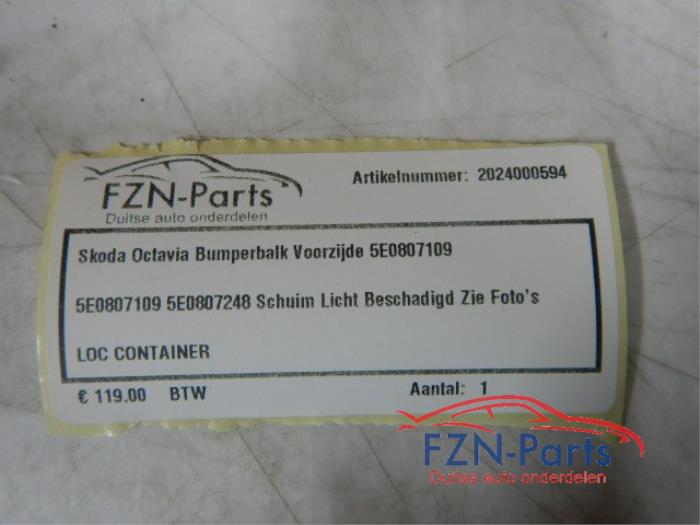 FZN-Parts
Duitse auto onderdelen
Artikelnummer: 2024000594
Skoda Octavia Bumperbalk Voorzijde 5E0807109
5E0807109 5E0807248 Schuim Licht Beschadigd Zie Foto's
LOC CONTAINER
€ 119.00 BTW
Aantal: 1
FZN-Parts
Duitse auto onderdelen